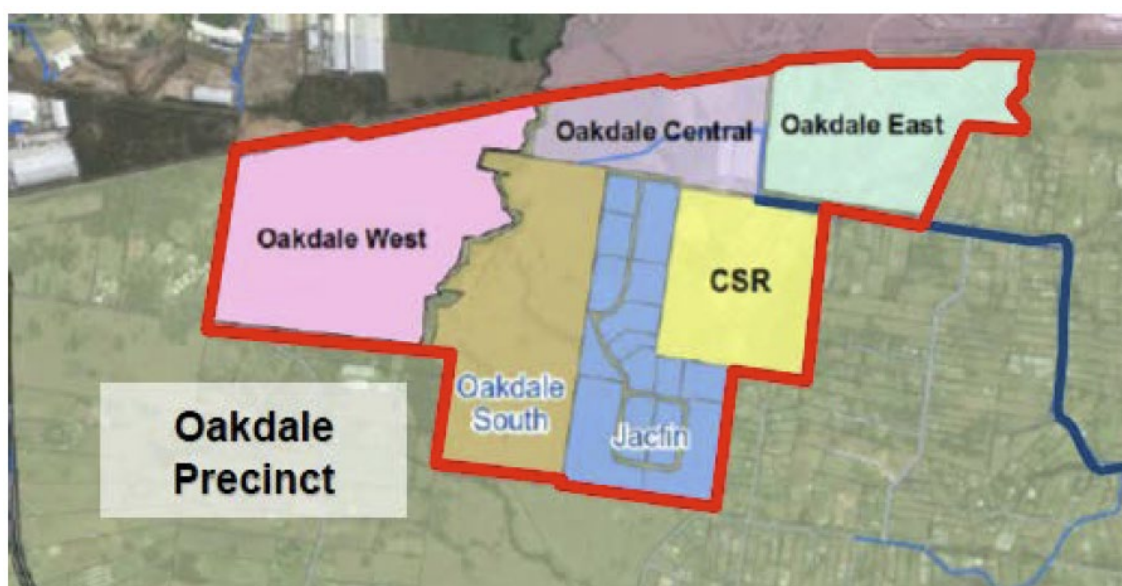 Oakdale Central
Oakdale East
Oakdale West
CSR
Oakdale
South
Jacfin
Oakdale
Precinct